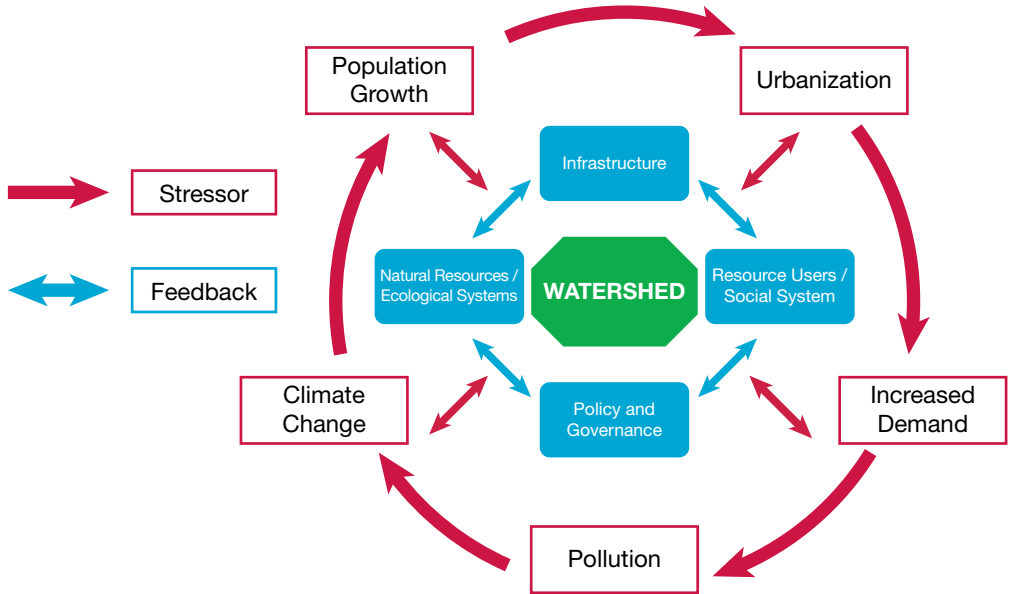 Population
Growth
Urbanization
Infrastructure
Stressor
Natural Resources /
Ecological Systems
WATERSHED
Resource Users /
Social System
Feedback
Climate
Change
Policy and
Governance
Increased
Demand
Pollution